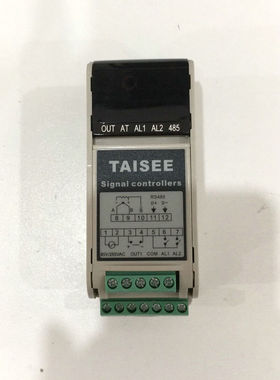 OUT AT AL1 AL2 485
TAISEE
Signal controllers
RS485
A B B D+ D-
8 9 10 11 12
1 2 3 4 5 6 7
85V/265VAC OUT1 COM AL1 AL2